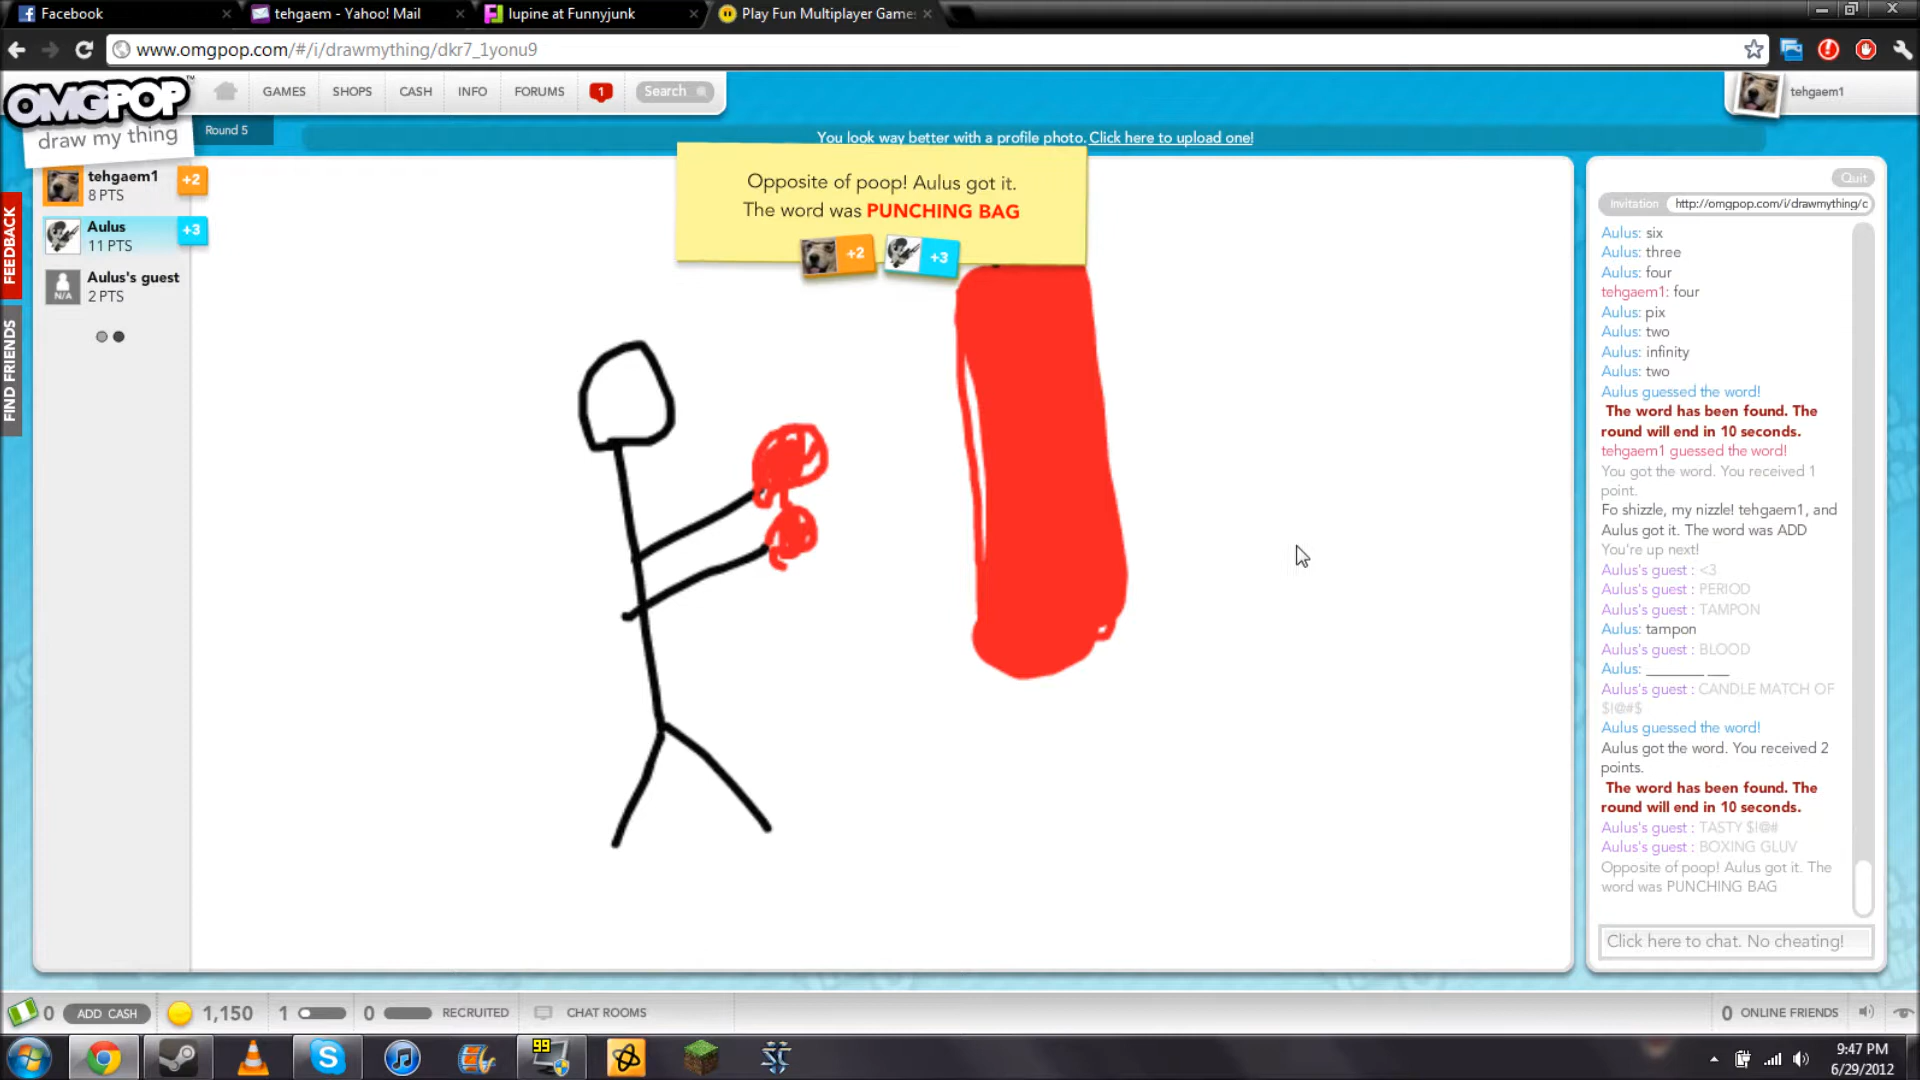 Facebook
tehgaem - Yahoo! Mail
lupine at Funnyjunk
Play Fun Multiplayer Game
www.omgpop.com/#/i/drawmything/dkr7_1yonu9
OMGPOP
draw my thing
GAMES
SHOPS
CASH
INFO
FORUMS
1
Search
tehgaem1
Round 5
You look way better with a profile photo. Click here to upload one!
FEEDBACK
FIND FRIENDS
tehgaem1
8 PTS
+2
Aulus
11 PTS
+3
Aulus's guest
2 PTS
N/A
Opposite of poop! Aulus got it.
The word was PUNCHING BAG
+2
+3
Quit
Invitation
http://omgpop.com/i/drawmything/c
Aulus: six
Aulus: three
Aulus: four
tehgaem1: four
Aulus: pix
Aulus: two
Aulus: infinity
Aulus: two
Aulus guessed the word!
The word has been found. The
round will end in 10 seconds.
tehgaem1 guessed the word!
You got the word. You received 1
point.
Fo shizzle, my nizzle! tehgaem1, and
Aulus got it. The word was ADD
You're up next!
Aulus's guest : <3
Aulus's guest : PERIOD
Aulus's guest : TAMPON
Aulus: tampon
Aulus's guest : BLOOD
Aulus: ________ ___
Aulus's guest : CANDLE MATCH OF
$!@#$
Aulus guessed the word!
Aulus got the word. You received 2
points.
The word has been found. The
round will end in 10 seconds.
Aulus's guest : TASTY $!@#
Aulus's guest : BOXING GLUV
Opposite of poop! Aulus got it. The
word was PUNCHING BAG
Click here to chat. No cheating!
0
ADD CASH
1,150
1
0
RECRUITED
CHAT ROOMS
0 ONLINE FRIENDS
99
9:47 PM
6/29/2012